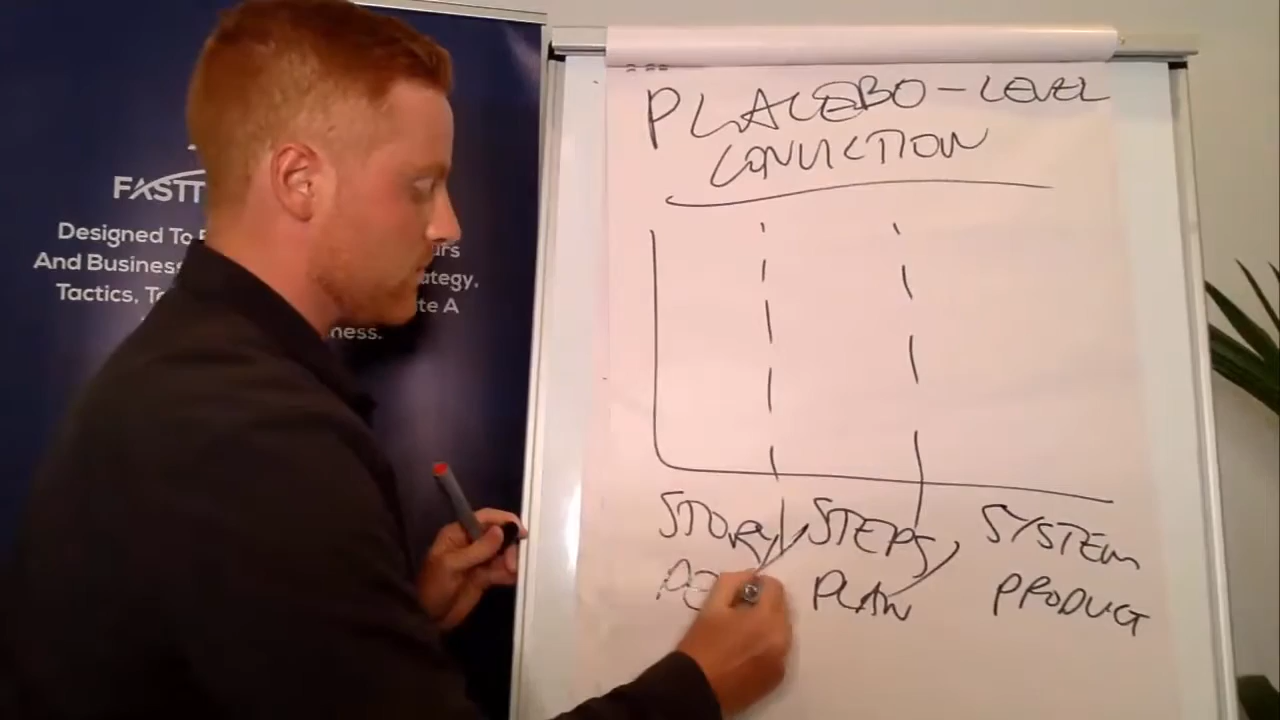 PLACEBO-LEVEL
CONVICTION
STORY STEPS SYSTEM
PLAN PRODUCT
FASTT
Designed To
And Business
Tactics,
ategy,
te A
ness.